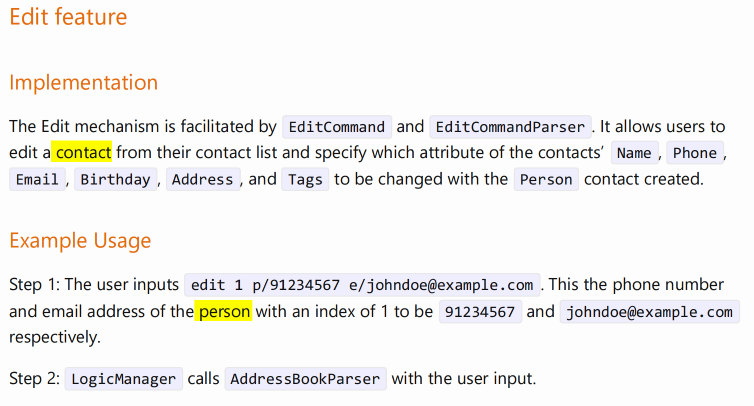 Edit feature
Implementation
The Edit mechanism is facilitated by EditCommand and EditCommandParser. It allows users to
edit a contact from their contact list and specify which attribute of the contacts’ Name, Phone,
Email, Birthday, Address, and Tags to be changed with the Person contact created.
Example Usage
Step 1: The user inputs edit 1 p/91234567 e/johndoe@example.com. This the phone number
and email address of the person with an index of 1 to be 91234567 and johndoe@example.com
respectively.
Step 2: LogicManager calls AddressBookParser with the user input.